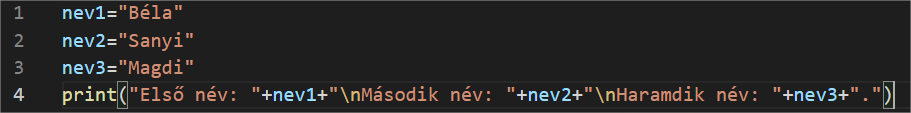 1 nev1="Béla"
2 nev2="Sanyi"
3 nev3="Magdi"
4 print("Első név: "+nev1+"\nMásodik név: "+nev2+"\nHaramdik név: "+nev3+".")